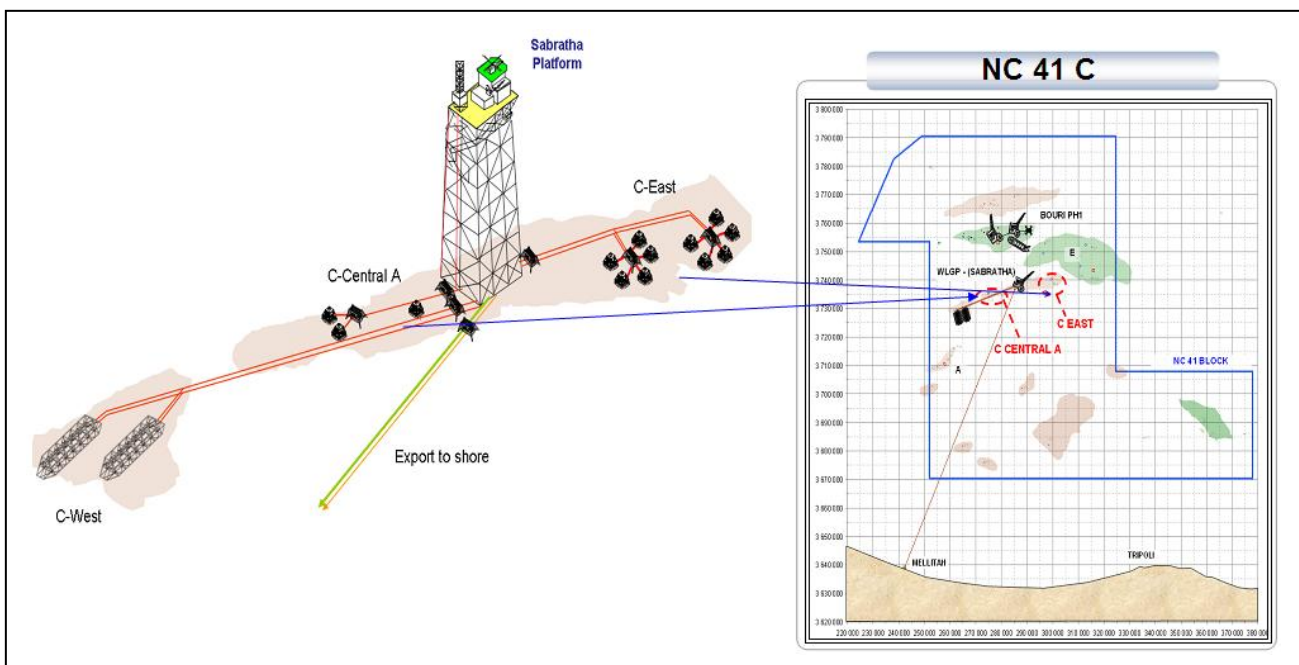 Sabratha
Platform
C-East
C-Central A
Export to shore
C-West
NC 41 C
3 800 000
3 790 000
3 780 000
3 770 000
3 760 000
3 750 000
3 740 000
3 730 000
3 720 000
3 710 000
3 700 000
3 690 000
3 680 000
3 670 000
3 660 000
3 650 000
3 640 000
3 630 000
3 620 000
BOURI PH1
E
WLGP - (SABRATHA)
C EAST
C CENTRAL A
NC 41 BLOCK
A
MELLITAH
TRIPOLI
220 000 230 000 240 000 250 000 260 000 270 000 280 000 290 000 300 000 310 000 320 000 330 000 340 000 350 000 360 000 370 000 380 000